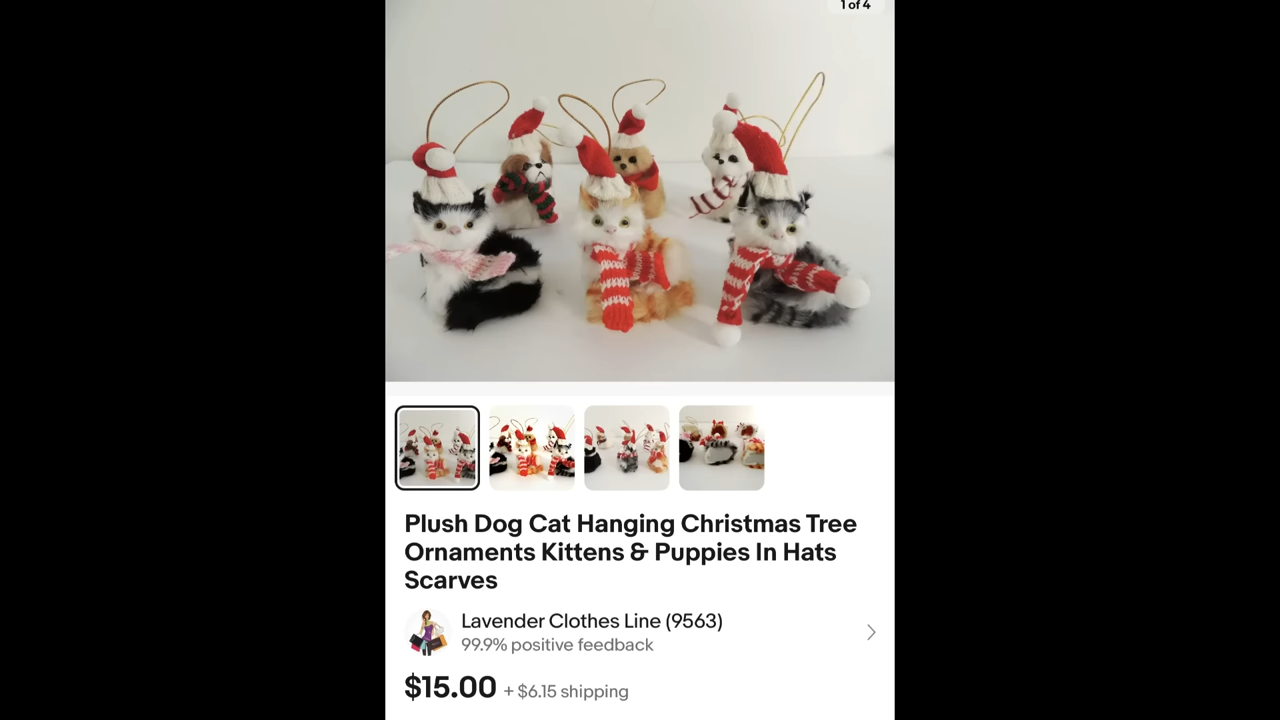 1 of 4
Plush Dog Cat Hanging Christmas Tree
Ornaments Kittens & Puppies In Hats
Scarves
Lavender Clothes Line (9563)
99.9% positive feedback
$15.00 + $6.15 shipping